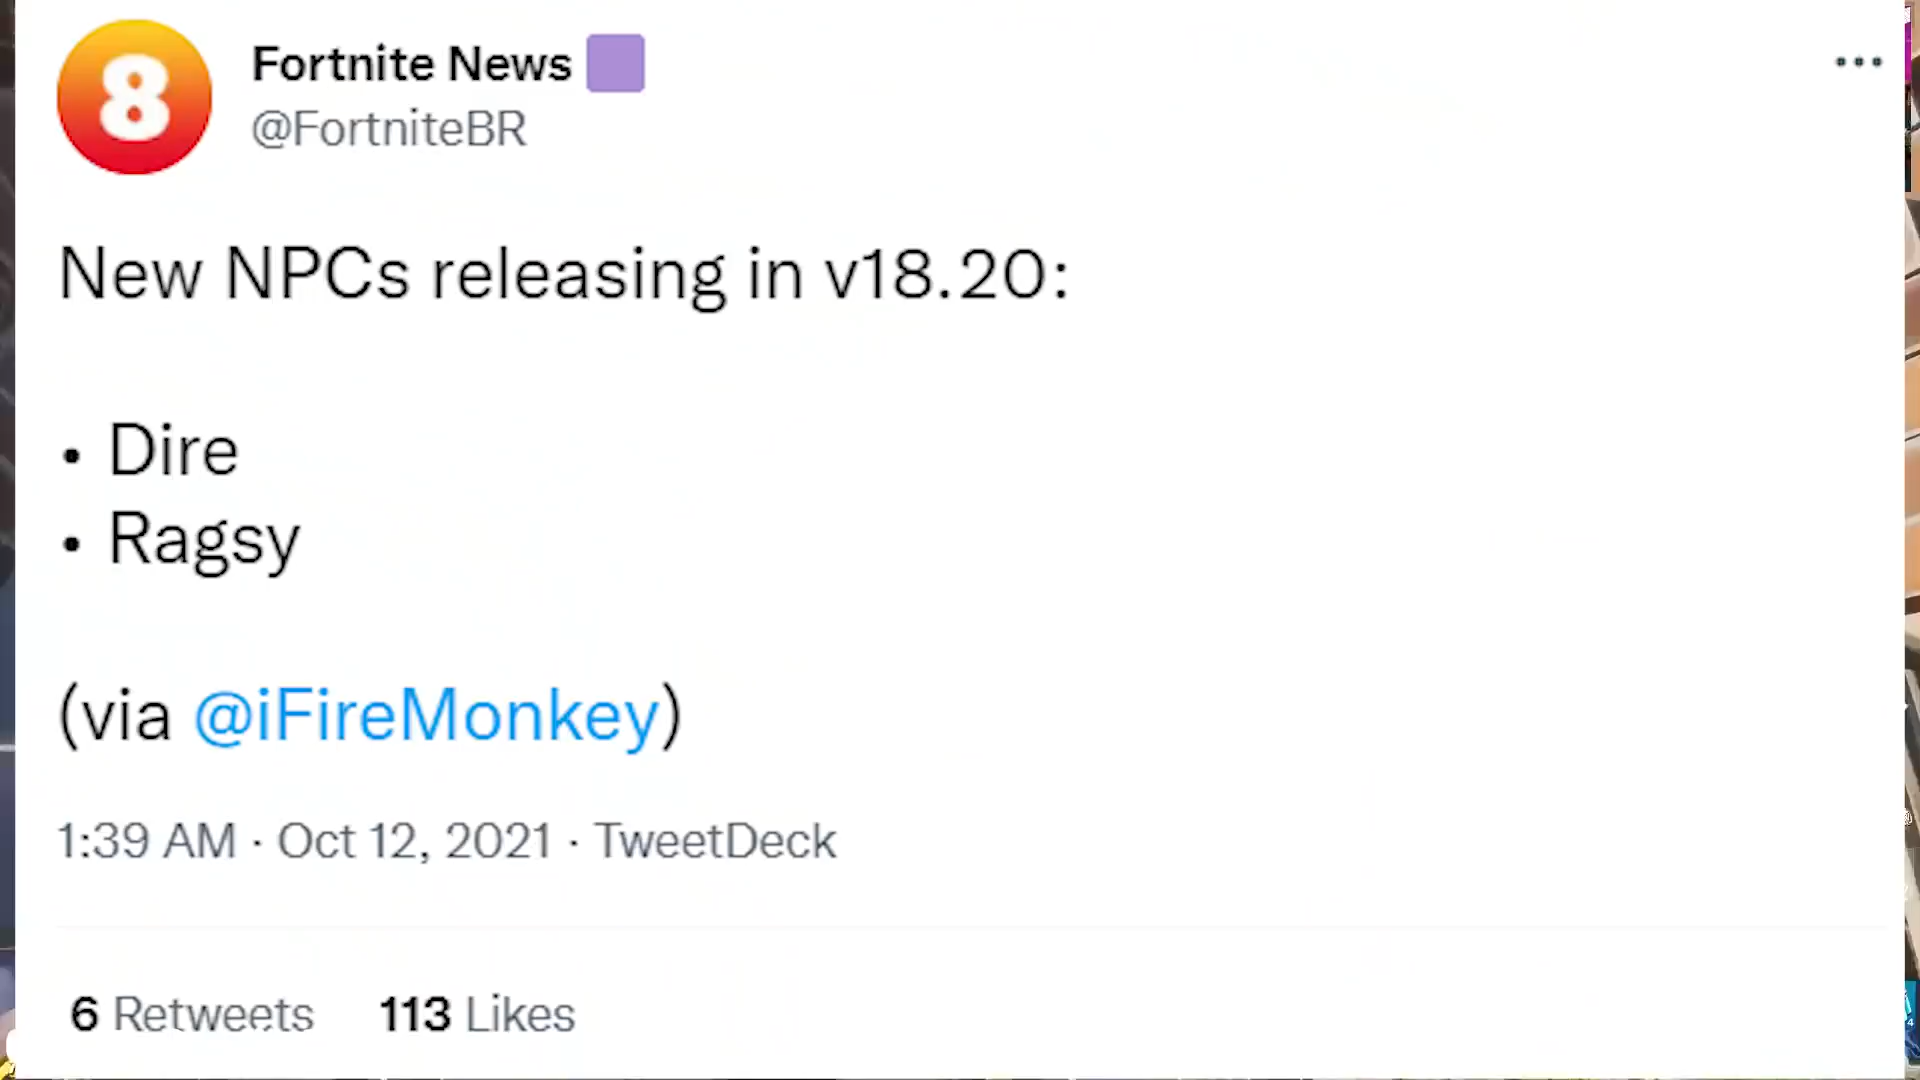 8
Fortnite News
@FortniteBR
New NPCs releasing in v18.20:
• Dire
• Ragsy
(via @iFireMonkey)
1:39 AM · Oct 12, 2021 · TweetDeck
6 Retweets 113 Likes